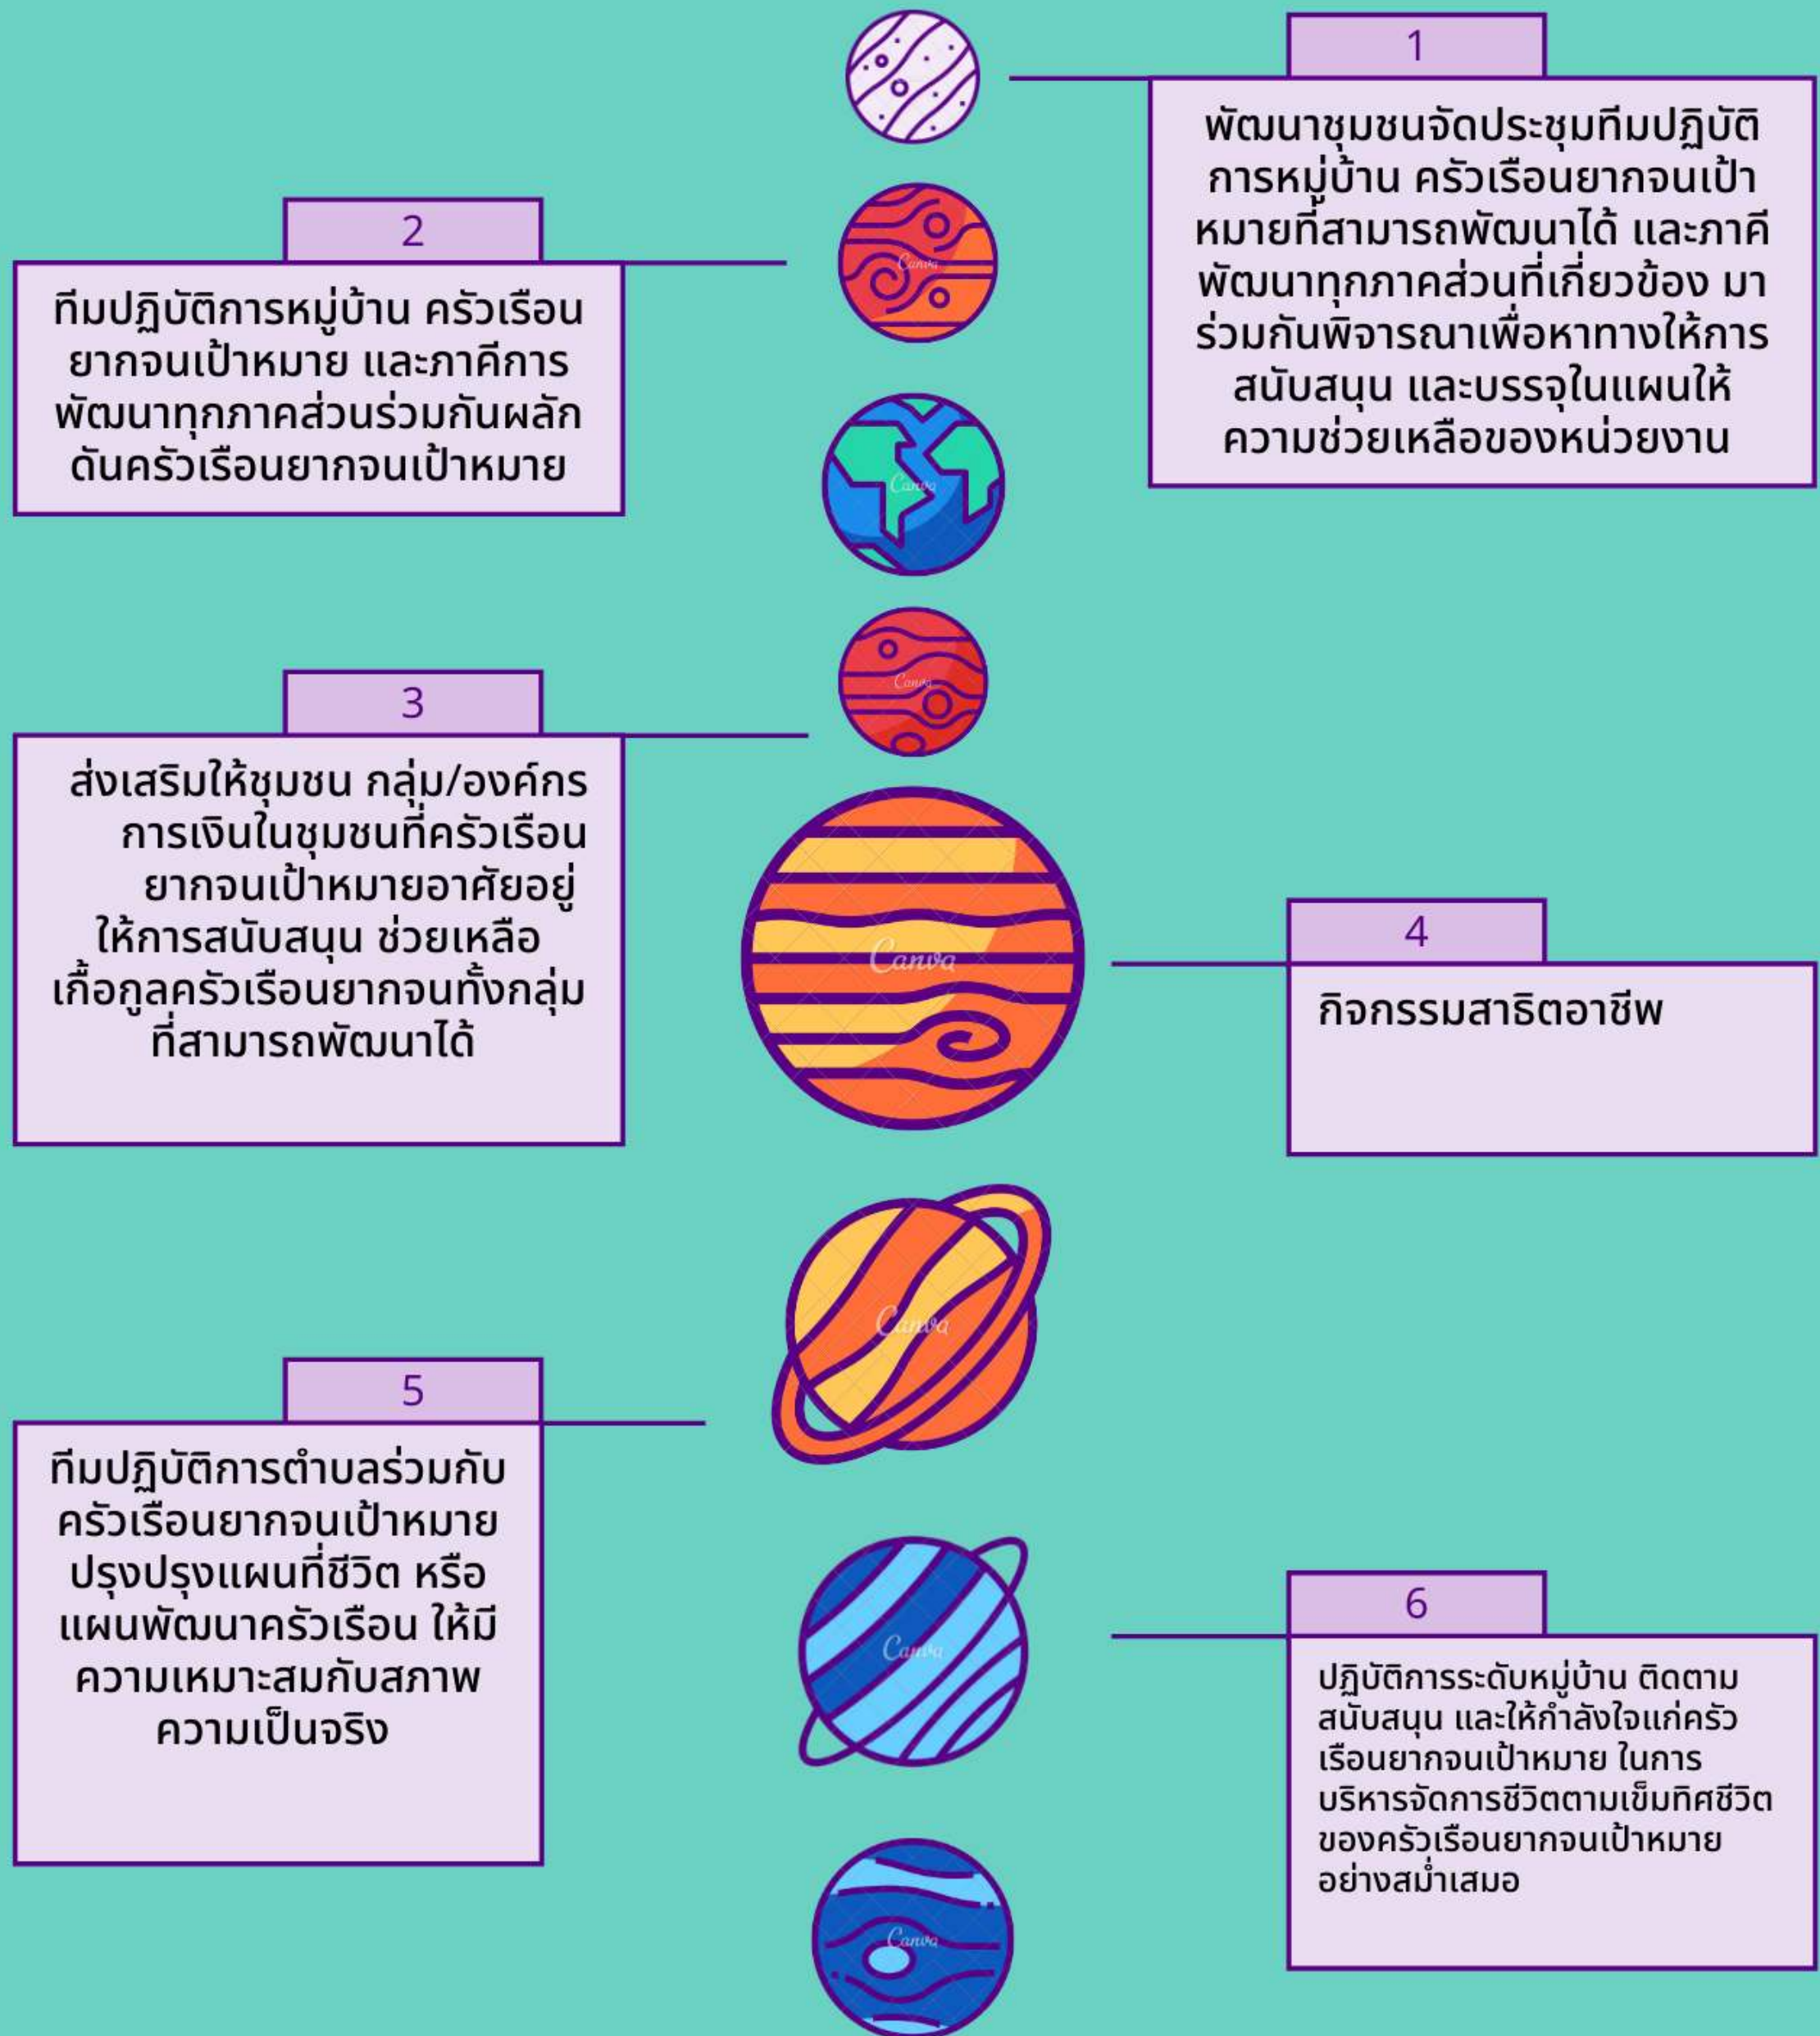 1
พัฒนาชุมชนจัดประชุมทีมปฏิบัติ
การหมู่บ้าน ครัวเรือนยากจนเป้า
หมายที่สามารถพัฒนาได้ และภาคี
พัฒนาทุกภาคส่วนที่เกี่ยวข้อง มา
ร่วมกันพิจารณาเพื่อหาทางให้การ
สนับสนุน และบรรจุในแผนให้
ความช่วยเหลือของหน่วยงาน
2
ทีมปฏิบัติการหมู่บ้าน ครัวเรือน
ยากจนเป้าหมาย และภาคีการ
พัฒนาทุกภาคส่วนร่วมกันผลัก
ดันครัวเรือนยากจนเป้าหมาย
3
ส่งเสริมให้ชุมชน กลุ่ม/องค์กร
การเงินในชุมชนที่ครัวเรือน
ยากจนเป้าหมายอาศัยอยู่
ให้การสนับสนุน ช่วยเหลือ
เกื้อกูลครัวเรือนยากจนทั้งกลุ่ม
ที่สามารถพัฒนาได้
4
กิจกรรมสาธิตอาชีพ
5
ทีมปฏิบัติการตำบลร่วมกับ
ครัวเรือนยากจนเป้าหมาย
ปรุงปรุงแผนที่ชีวิต หรือ
แผนพัฒนาครัวเรือน ให้มี
ความเหมาะสมกับสภาพ
ความเป็นจริง
6
ปฏิบัติการระดับหมู่บ้าน ติดตาม
สนับสนุน และให้กำลังใจแก่ครัว
เรือนยากจนเป้าหมาย ในการ
บริหารจัดการชีวิตตามเข็มทิศชีวิต
ของครัวเรือนยากจนเป้าหมาย
อย่างสม่ำเสมอ
Canva
Canva
Canva
Canva
Canva
Canva
Canva